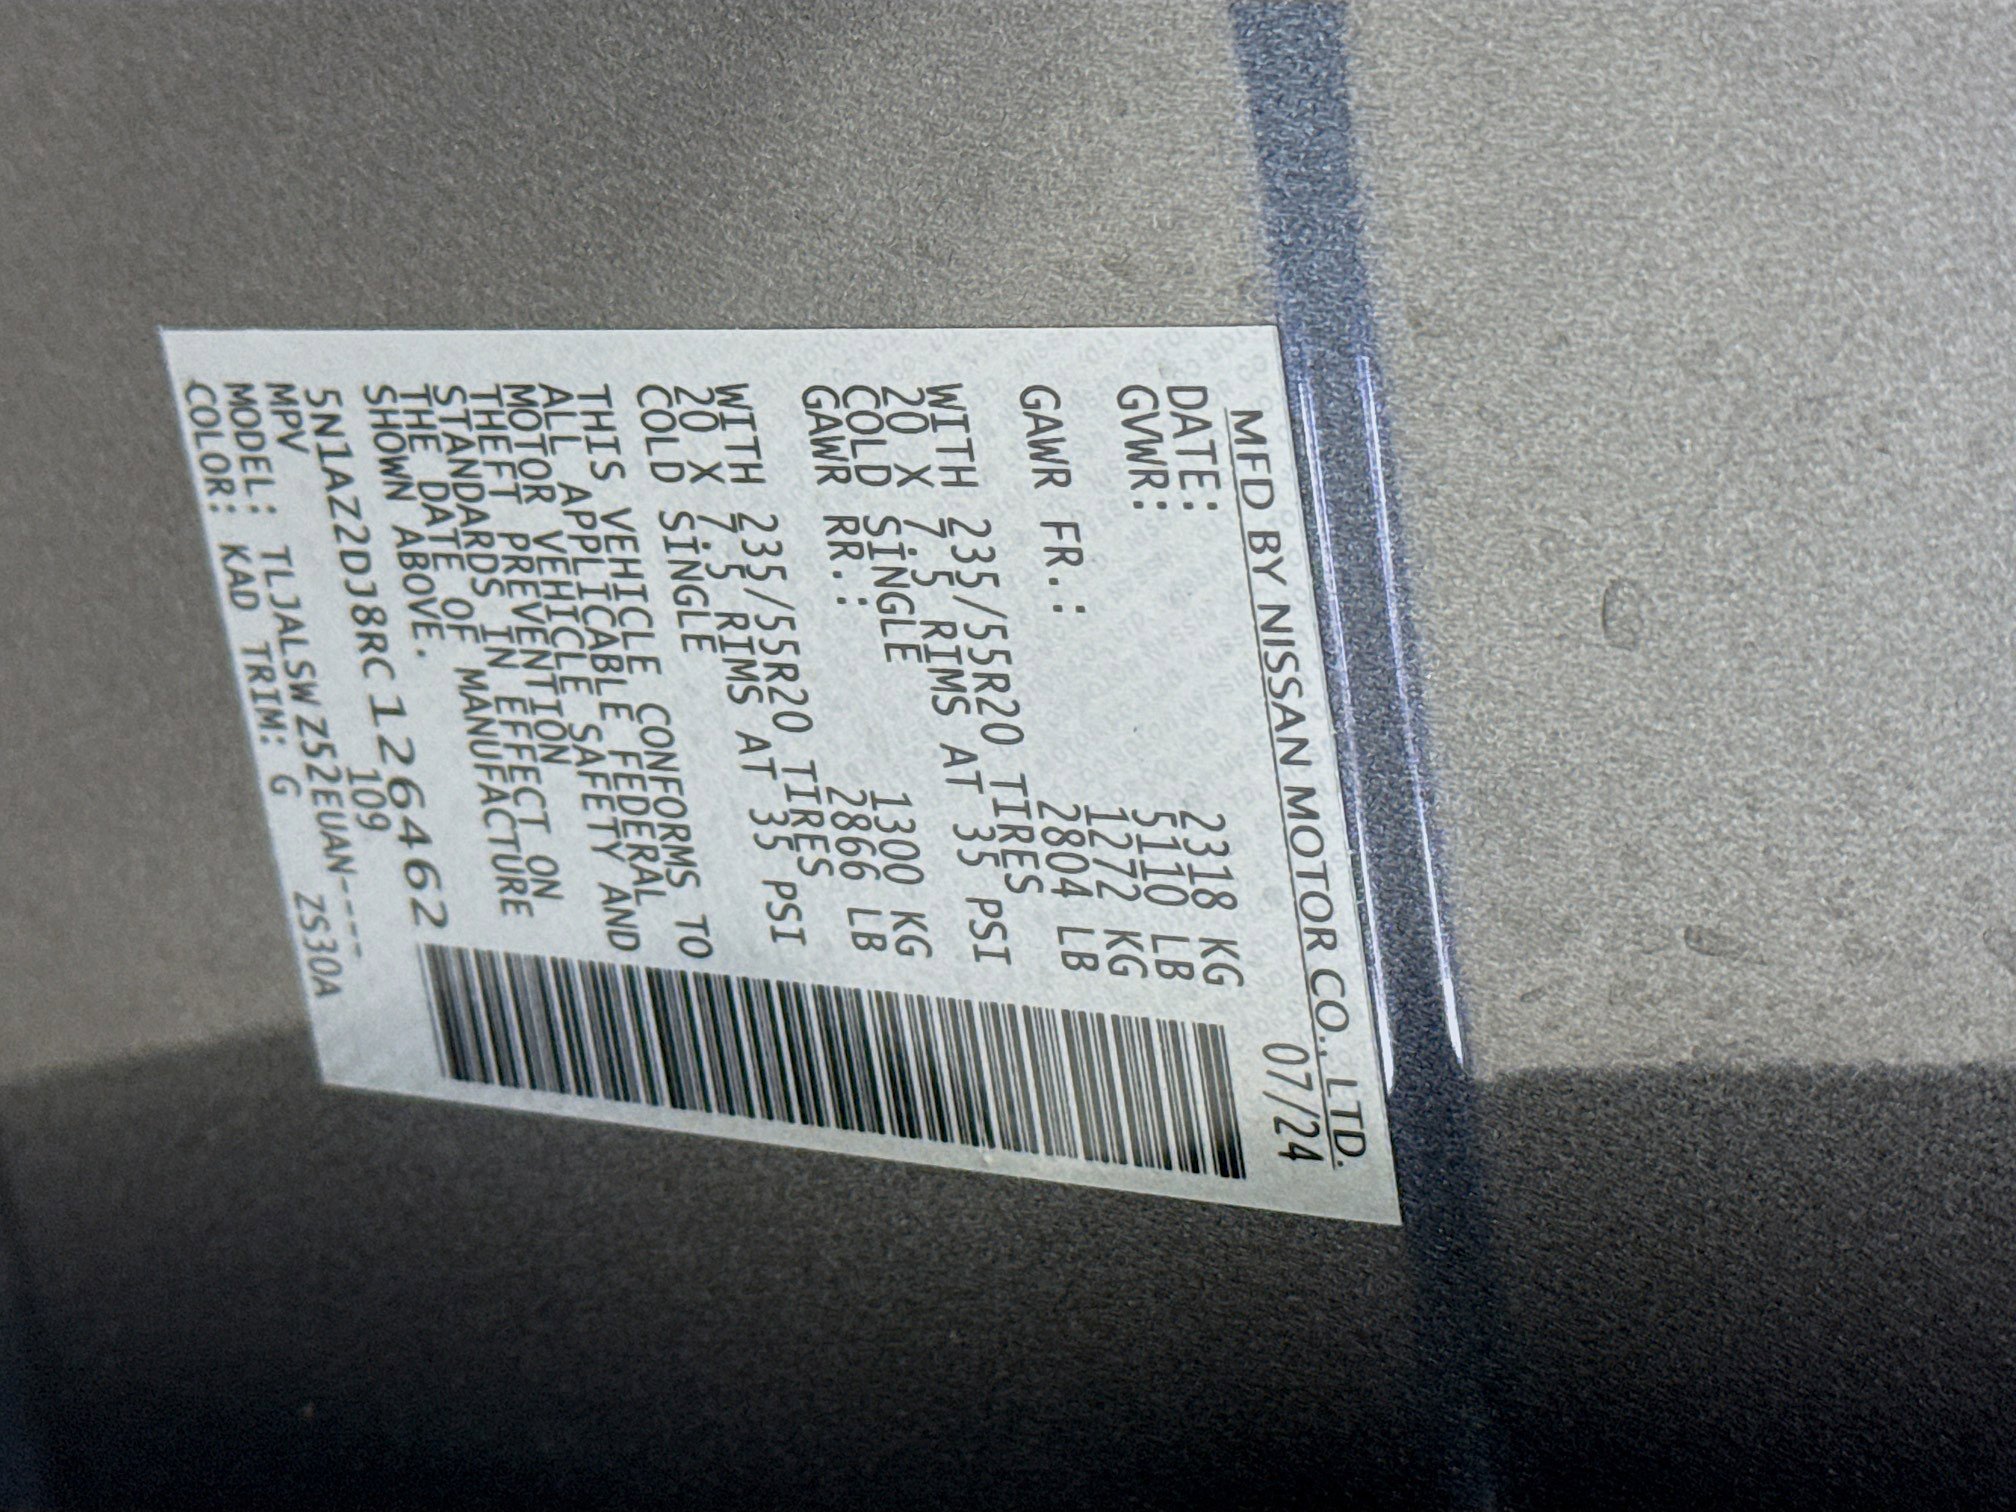 MFD BY NISSAN MOTOR CO., LTD.
DATE: 07/24
GVWR: 2318 KG
5110 LB
GAWR FR.: 1272 KG
2804 LB
WITH 235/55R20 TIRES
20 X 7.5 RIMS AT 35 PSI
COLD SINGLE
GAWR RR.: 1300 KG
2866 LB
WITH 235/55R20 TIRES
20 X 7.5 RIMS AT 35 PSI
COLD SINGLE
THIS VEHICLE CONFORMS TO
ALL APPLICABLE FEDERAL
MOTOR VEHICLE SAFETY AND
THEFT PREVENTION
STANDARDS IN EFFECT ON
THE DATE OF MANUFACTURE
SHOWN ABOVE.
5N1AZ2DJ8RC126462
MPV 109
MODEL: TLJALSWZ52EUAN----
COLOR: KAD TRIM: G ZS30A